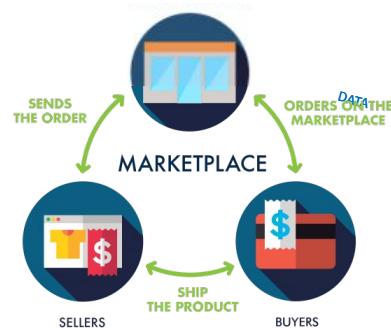 SENDS
THE ORDER
DATA
ORDERS ON THE
MARKETPLACE
MARKETPLACE
$
$
SHIP
THE PRODUCT
SELLERS
BUYERS